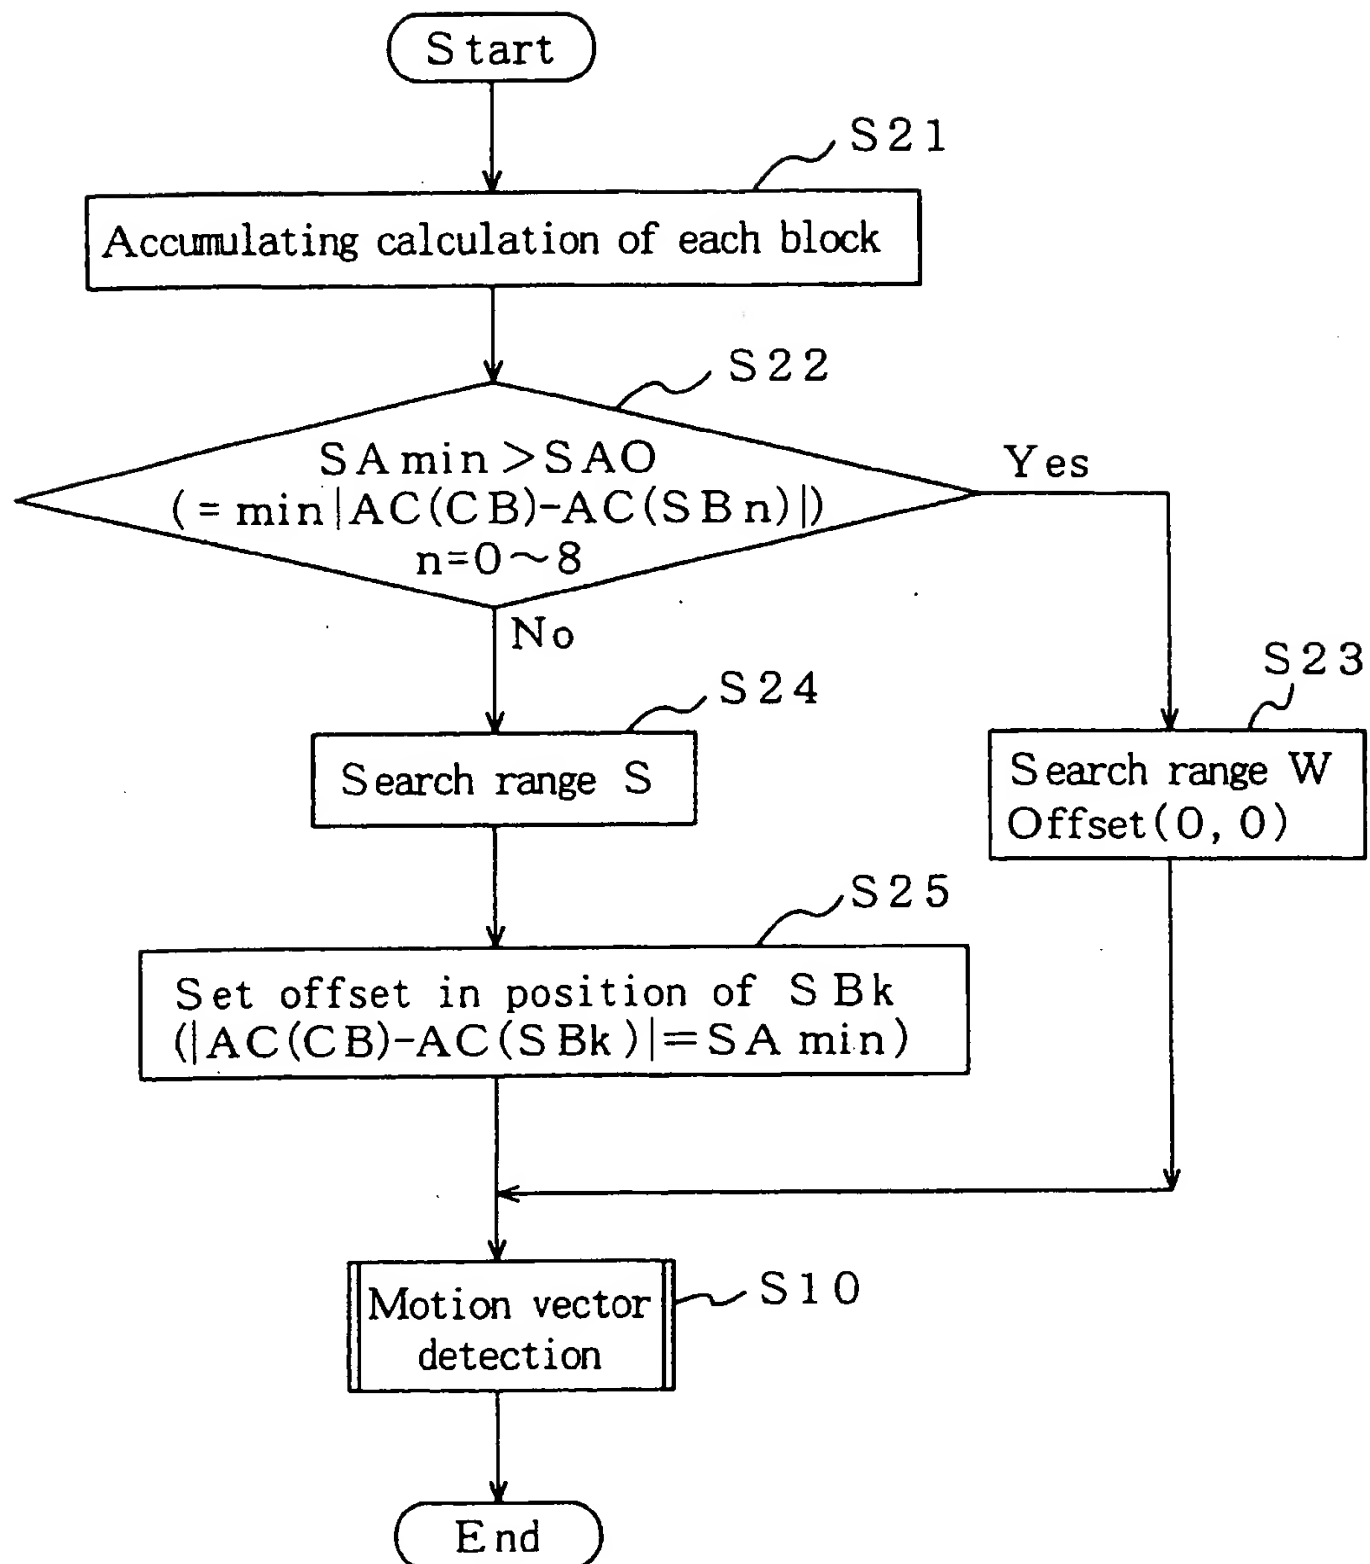 Start
S21
Accumulating calculation of each block
S22
SAmin>SAO
(=min|AC(CB)-AC(SBn)|)
n=0~8
Yes
No
S23
S24
Search range S
Search range W
Offset(0, 0)
S25
Set offset in position of SBk
(|AC(CB)-AC(SBk)|=SAmin)
S10
Motion vector
detection
End